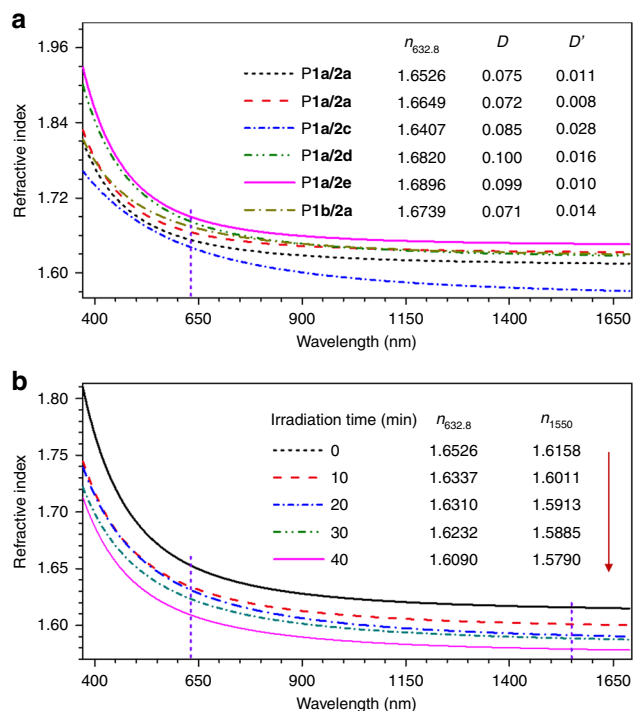 a
Refractive index
1.96
1.84
1.72
1.60
n632.8 D D’
P1a/2a 1.6526 0.075 0.011
P1a/2a 1.6649 0.072 0.008
P1a/2c 1.6407 0.085 0.028
P1a/2d 1.6820 0.100 0.016
P1a/2e 1.6896 0.099 0.010
P1b/2a 1.6739 0.071 0.014
400 650 900 1150 1400 1650
Wavelength (nm)
b
Refractive index
1.80
1.75
1.70
1.65
1.60
Irradiation time (min) n632.8 n1550
0 1.6526 1.6158
10 1.6337 1.6011
20 1.6310 1.5913
30 1.6232 1.5885
40 1.6090 1.5790
400 650 900 1150 1400 1650
Wavelength (nm)